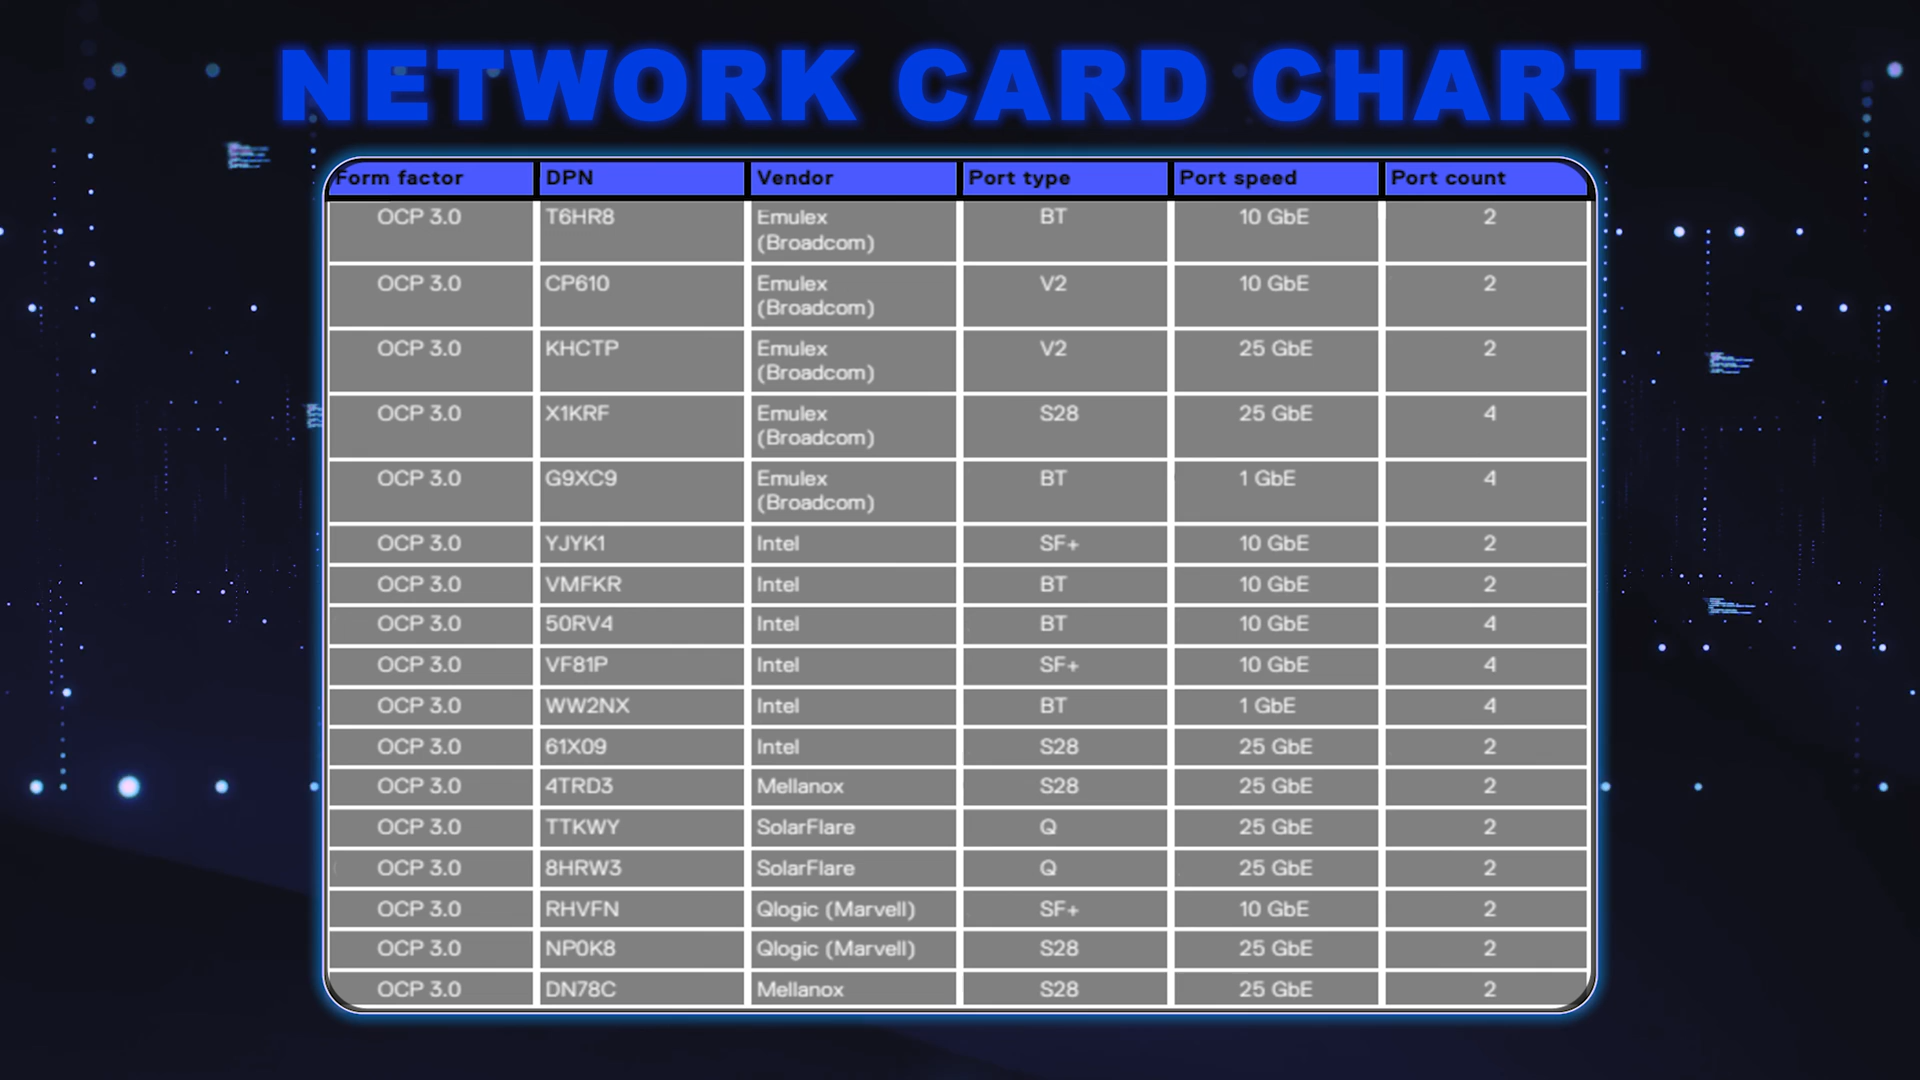 NETWORK CARD CHART
Form factor DPN Vendor Port type Port speed Port count
OCP 3.0 T6HR8 Emulex (Broadcom) BT 10 GbE 2
OCP 3.0 CP610 Emulex (Broadcom) V2 10 GbE 2
OCP 3.0 KHCTP Emulex (Broadcom) V2 25 GbE 2
OCP 3.0 X1KRF Emulex (Broadcom) S28 25 GbE 4
OCP 3.0 G9XC9 Emulex (Broadcom) BT 1 GbE 4
OCP 3.0 YJYK1 Intel SF+ 10 GbE 2
OCP 3.0 VMFKR Intel BT 10 GbE 2
OCP 3.0 50RV4 Intel BT 10 GbE 4
OCP 3.0 VF81P Intel SF+ 10 GbE 4
OCP 3.0 WW2NX Intel BT 1 GbE 4
OCP 3.0 61X09 Intel S28 25 GbE 2
OCP 3.0 4TRD3 Mellanox S28 25 GbE 2
OCP 3.0 TTKWY SolarFlare Q 25 GbE 2
OCP 3.0 8HRW3 SolarFlare Q 25 GbE 2
OCP 3.0 RHVFN Qlogic (Marvell) SF+ 10 GbE 2
OCP 3.0 NP0K8 Qlogic (Marvell) S28 25 GbE 2
OCP 3.0 DN78C Mellanox S28 25 GbE 2